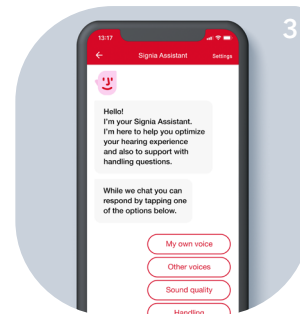 3
13:17
Signia Assistant
Settings
Hello!
I'm your Signia Assistant.
I'm here to help you optimize
your hearing experience
and also to support with
handling questions.
While we chat you can
respond by tapping one
of the options below.
My own voice
Other voices
Sound quality
Handling